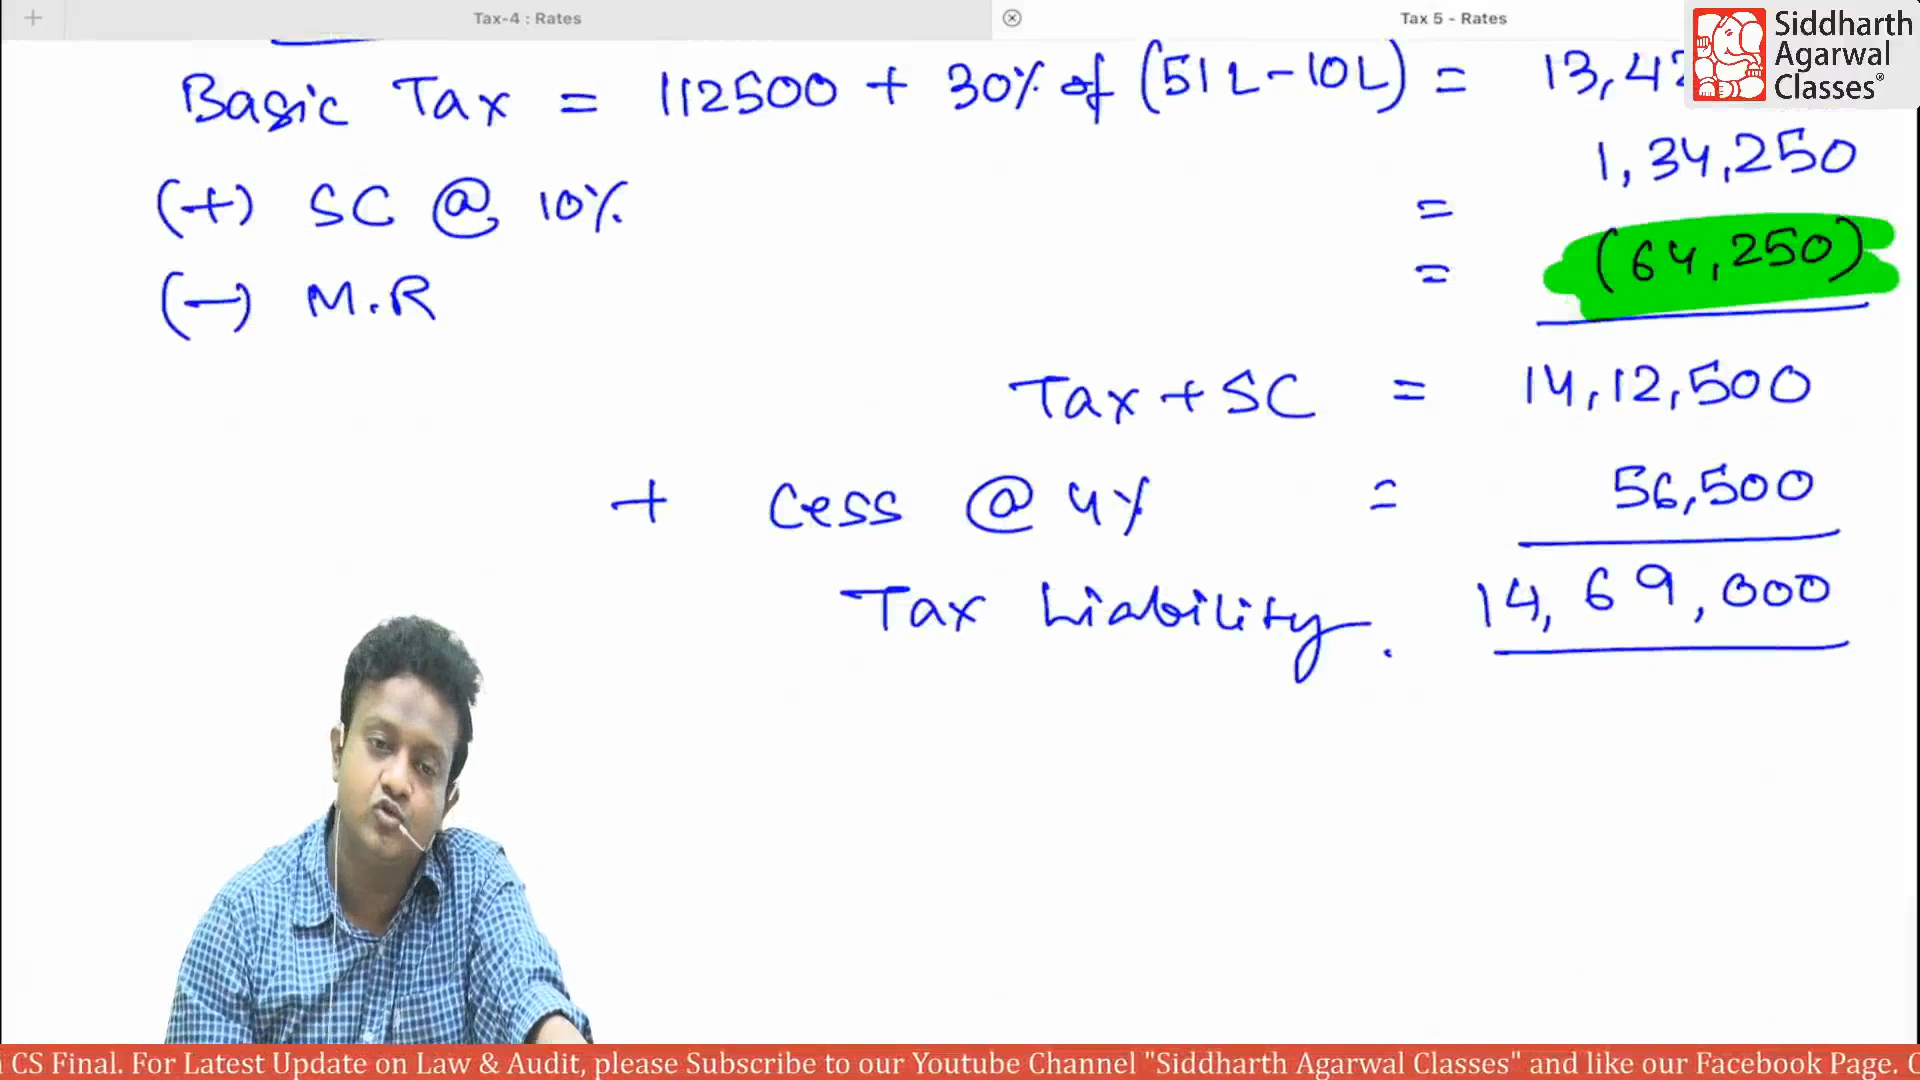 Tax-4 : Rates
Tax 5 - Rates
Siddharth
Agarwal
Classes®
Basic Tax = 112500 + 30% of (51L-10L) = 13,42
(+) SC @ 10% = 1,34,250
(-) M.R = (64,250)
Tax + SC = 14,12,500
+ Cess @ 4% = 56,500
Tax Liability. 14,69,000
CS Final. For Latest Update on Law & Audit, please Subscribe to our Youtube Channel "Siddharth Agarwal Classes" and like our Facebook Page.